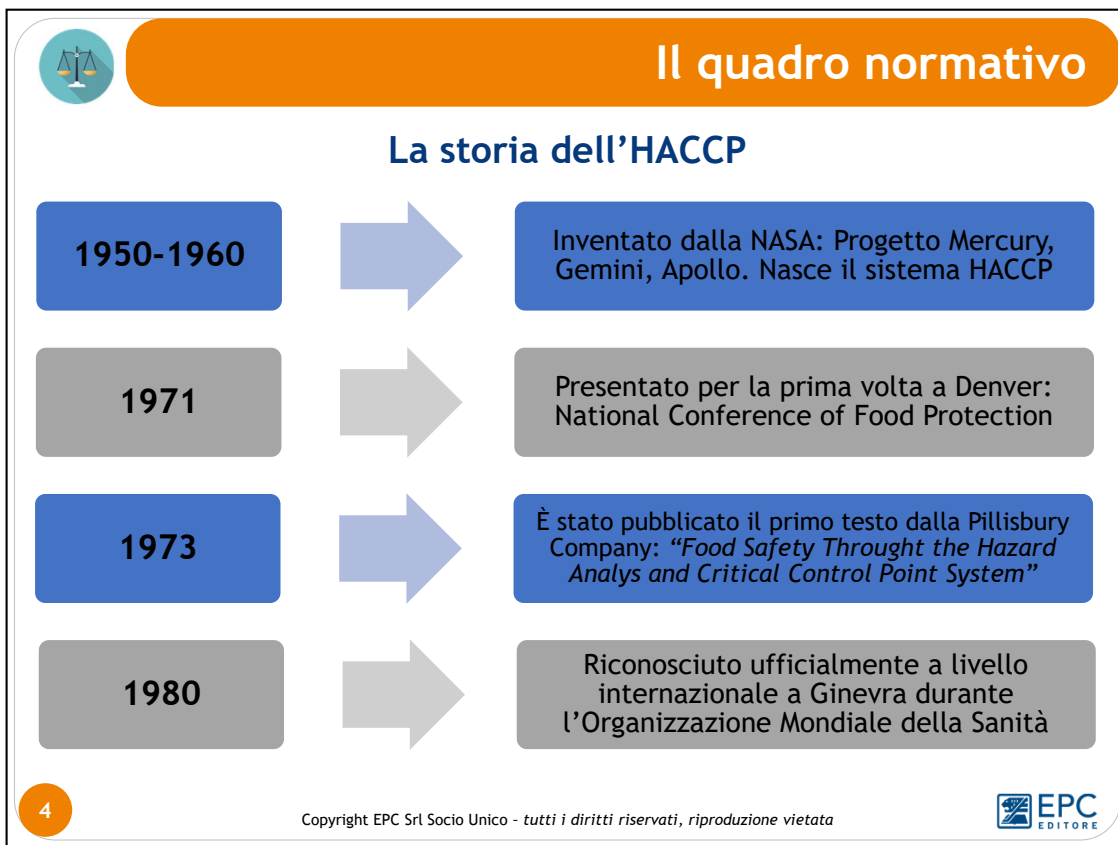 Il quadro normativo
La storia dell’HACCP
1950-1960
Inventato dalla NASA: Progetto Mercury,
Gemini, Apollo. Nasce il sistema HACCP
1971
Presentato per la prima volta a Denver:
National Conference of Food Protection
1973
È stato pubblicato il primo testo dalla Pillisbury
Company: “Food Safety Throught the Hazard
Analys and Critical Control Point System”
1980
Riconosciuto ufficialmente a livello
internazionale a Ginevra durante
l’Organizzazione Mondiale della Sanità
4
Copyright EPC Srl Socio Unico – tutti i diritti riservati, riproduzione vietata
EPC
EDITORE